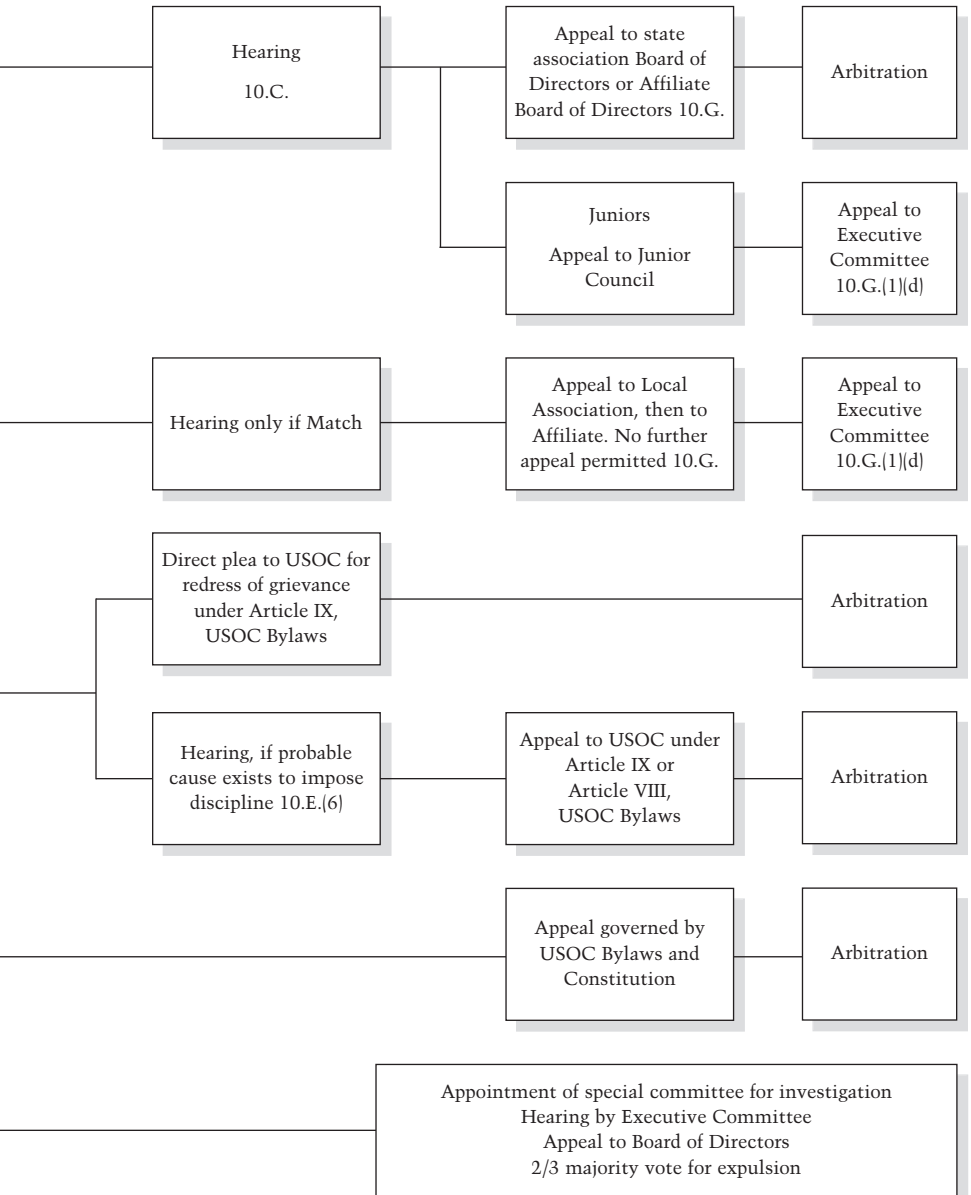 Hearing
10.C.
Appeal to state
association Board of
Directors or Affiliate
Board of Directors 10.G.
Arbitration
Juniors
Appeal to Junior
Council
Appeal to
Executive
Committee
10.G.(1)(d)
Hearing only if Match
Appeal to Local
Association, then to
Affiliate. No further
appeal permitted 10.G.
Appeal to
Executive
Committee
10.G.(1)(d)
Direct plea to USOC for
redress of grievance
under Article IX,
USOC Bylaws
Arbitration
Hearing, if probable
cause exists to impose
discipline 10.E.(6)
Appeal to USOC under
Article IX or
Article VIII,
USOC Bylaws
Arbitration
Appeal governed by
USOC Bylaws and
Constitution
Arbitration
Appointment of special committee for investigation
Hearing by Executive Committee
Appeal to Board of Directors
2/3 majority vote for expulsion